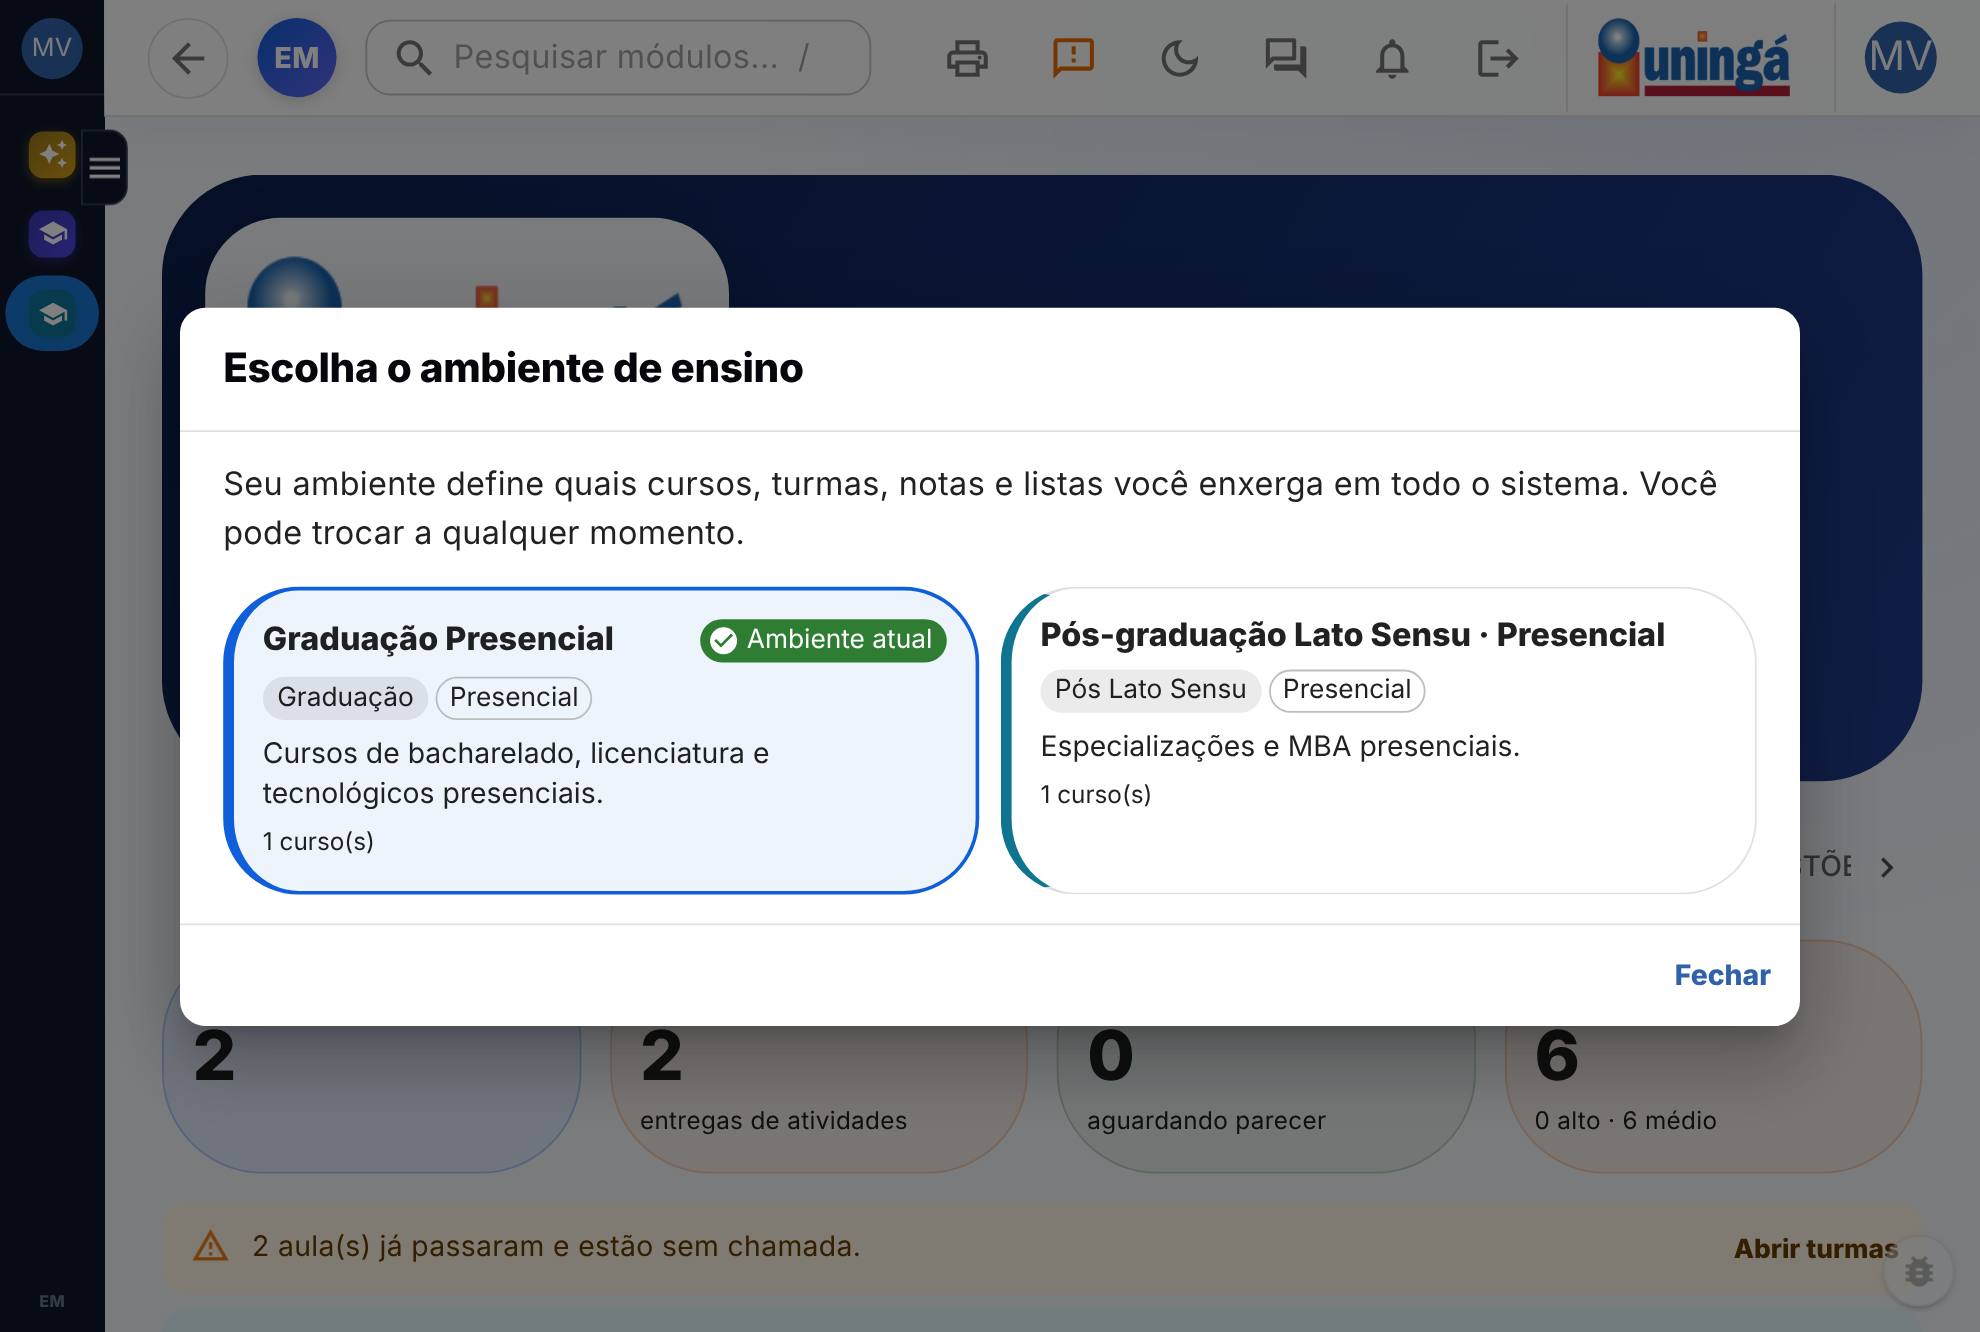 MV
EM
Pesquisar módulos... /
uningá
MV
Escolha o ambiente de ensino
Seu ambiente define quais cursos, turmas, notas e listas você enxerga em todo o sistema. Você
pode trocar a qualquer momento.
Graduação Presencial
Ambiente atual
Graduação
Presencial
Cursos de bacharelado, licenciatura e
tecnológicos presenciais.
1 curso(s)
Pós-graduação Lato Sensu · Presencial
Pós Lato Sensu
Presencial
Especializações e MBA presenciais.
1 curso(s)
Fechar
2
2
entregas de atividades
0
aguardando parecer
6
0 alto · 6 médio
2 aula(s) já passaram e estão sem chamada.
Abrir turmas
EM